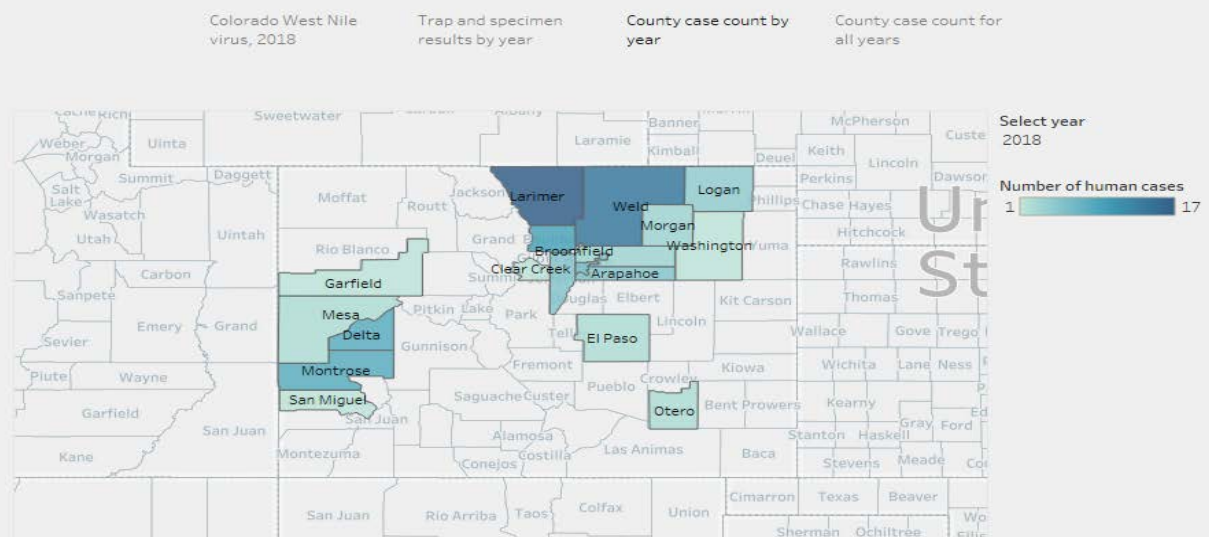 Colorado West Nile
virus, 2018
Trap and specimen
results by year
County case count by
year
County case count for
all years
Select year
2018
Number of human cases
1
17
Sweetwater
Laramie
Banner
Kimball
McPherson
Uinta
Weber
Morgan
Summit
Daggett
Deuel
Keith
Lincoln
Perkins
Salt
Lake
Wasatch
Utah
Uintah
Moffat
Routt
Jackson
Larimer
Weld
Logan
Morgan
Washington
Phillips
Chase
Hayes
Hitchcock
Yuma
Rio Blanco
Grand
Broomfield
Clear Creek
Arapahoe
Rawlins
Carbon
Garfield
Sanpete
Emery
Grand
Mesa
Pitkin
Lake
Park
Elbert
Kit Carson
Thomas
Sevier
Delta
Gunnison
El Paso
Lincoln
Wallace
Gove
Trego
Piute
Wayne
Montrose
Fremont
Kiowa
Wichita
Lane
Ness
San Miguel
Saguache
Custer
Pueblo
Crowley
Otero
Bent
Prowers
Kearny
Garfield
San Juan
San Juan
Gray
Ford
Kane
Montezuma
Alamosa
Costilla
Conejos
Las Animas
Baca
Stanton
Haskell
Stevens
Meade
San Juan
Rio Arriba
Taos
Colfax
Union
Cimarron
Texas
Beaver
Sherman
Ochiltree